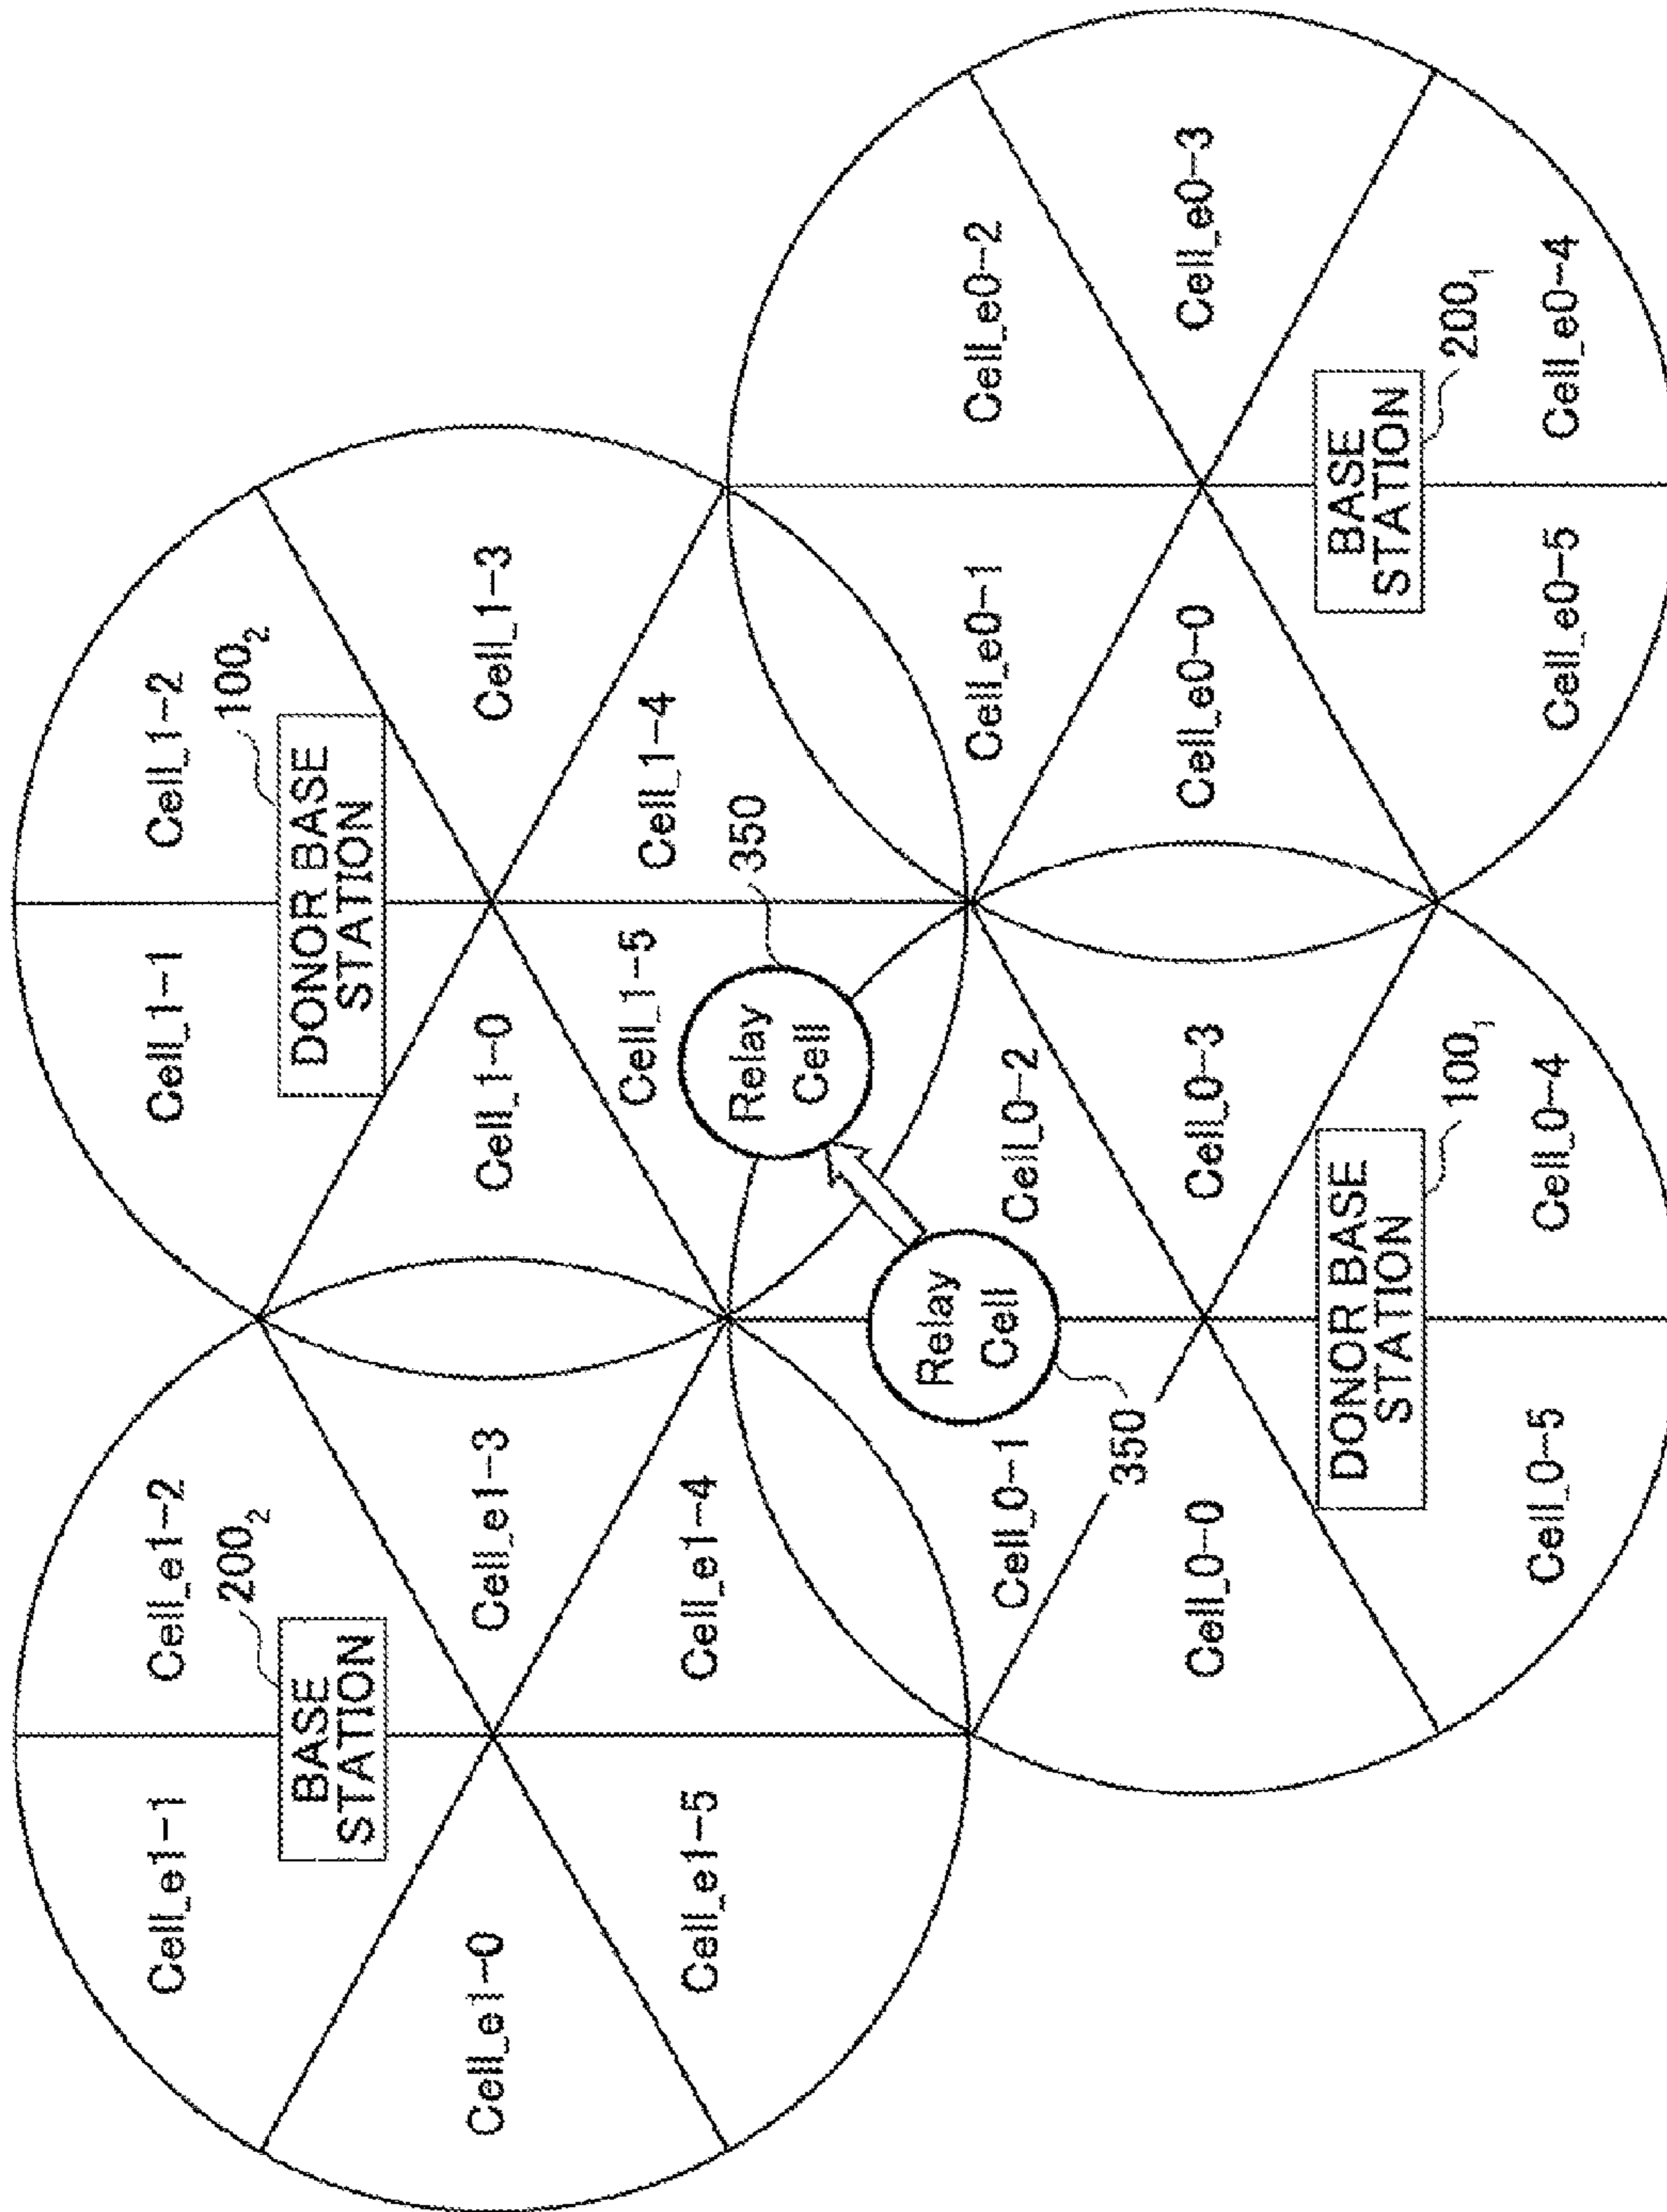 Cell_e1-1
Cell_e1-2
BASE
STATION
200₂
Cell_e1-0
Cell_e1-3
Cell_e1-5
Cell_e1-4
Cell_1-1
Cell_1-2
DONOR BASE
STATION
100₂
Cell_1-0
Cell_1-3
Cell_1-5
Cell_1-4
Relay
Cell
350
Relay
Cell
350
Cell_0-1
Cell_0-2
Cell_0-0
Cell_0-3
DONOR BASE
STATION
100₁
Cell_0-5
Cell_0-4
Cell_e0-1
Cell_e0-2
Cell_e0-0
Cell_e0-3
BASE
STATION
200₁
Cell_e0-5
Cell_e0-4